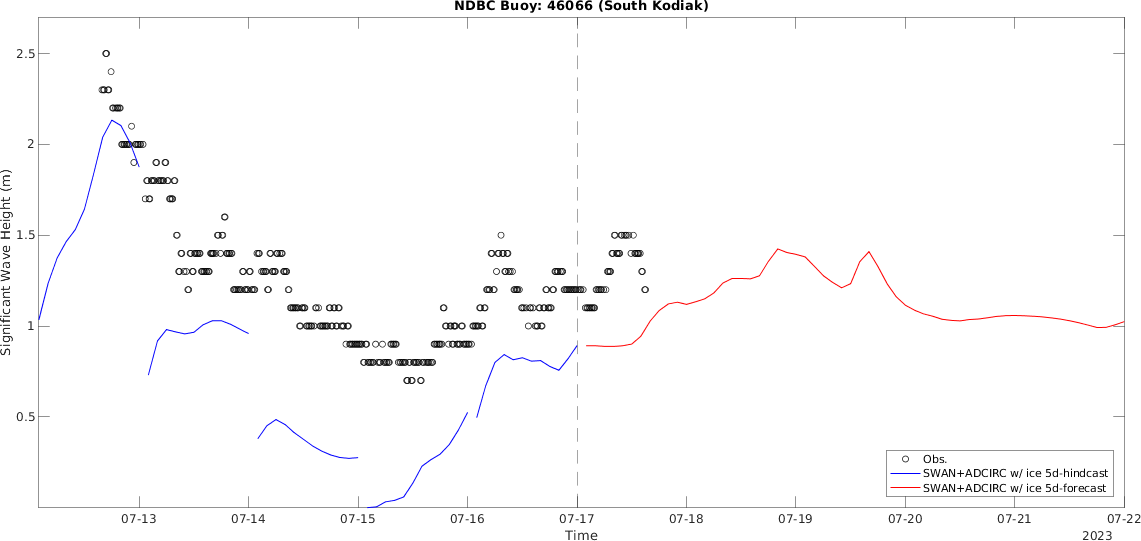 NDBC Buoy: 46066 (South Kodiak)
2.5
2
1.5
1
0.5
Significant Wave Height (m)
Obs.
SWAN+ADCIRC w/ ice 5d-hindcast
SWAN+ADCIRC w/ ice 5d-forecast
07-13 07-14 07-15 07-16 07-17 07-18 07-19 07-20 07-21 07-22
Time
2023